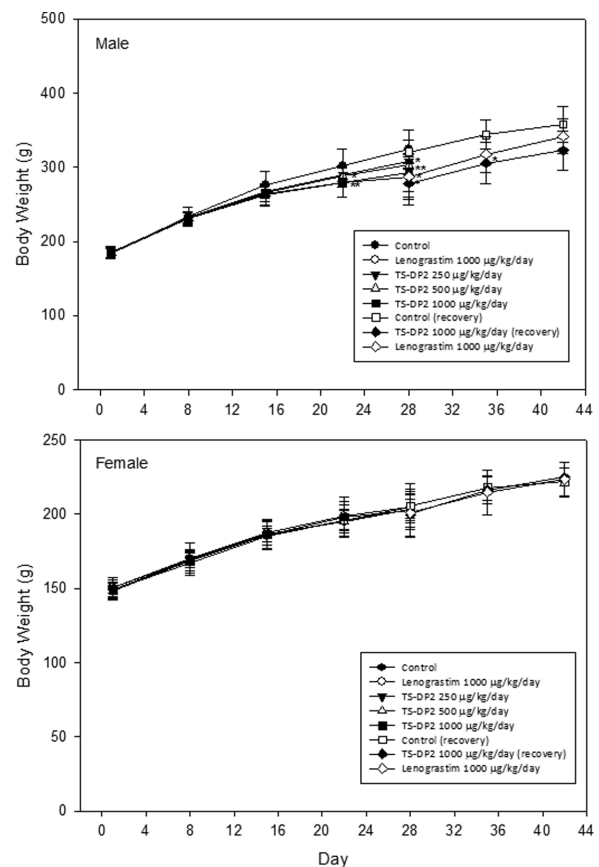 500
Male
400
300
200
100
0
Body Weight (g)
*
**
*
**
*
*
*
Control
Lenograstim 1000 µg/kg/day
TS-DP2 250 µg/kg/day
TS-DP2 500 µg/kg/day
TS-DP2 1000 µg/kg/day
Control (recovery)
TS-DP2 1000 µg/kg/day (recovery)
Lenograstim 1000 µg/kg/day
0 4 8 12 16 20 24 28 32 36 40 44
250
Female
200
150
100
50
0
Body Weight (g)
Control
Lenograstim 1000 µg/kg/day
TS-DP2 250 µg/kg/day
TS-DP2 500 µg/kg/day
TS-DP2 1000 µg/kg/day
Control (recovery)
TS-DP2 1000 µg/kg/day (recovery)
Lenograstim 1000 µg/kg/day
0 4 8 12 16 20 24 28 32 36 40 44
Day